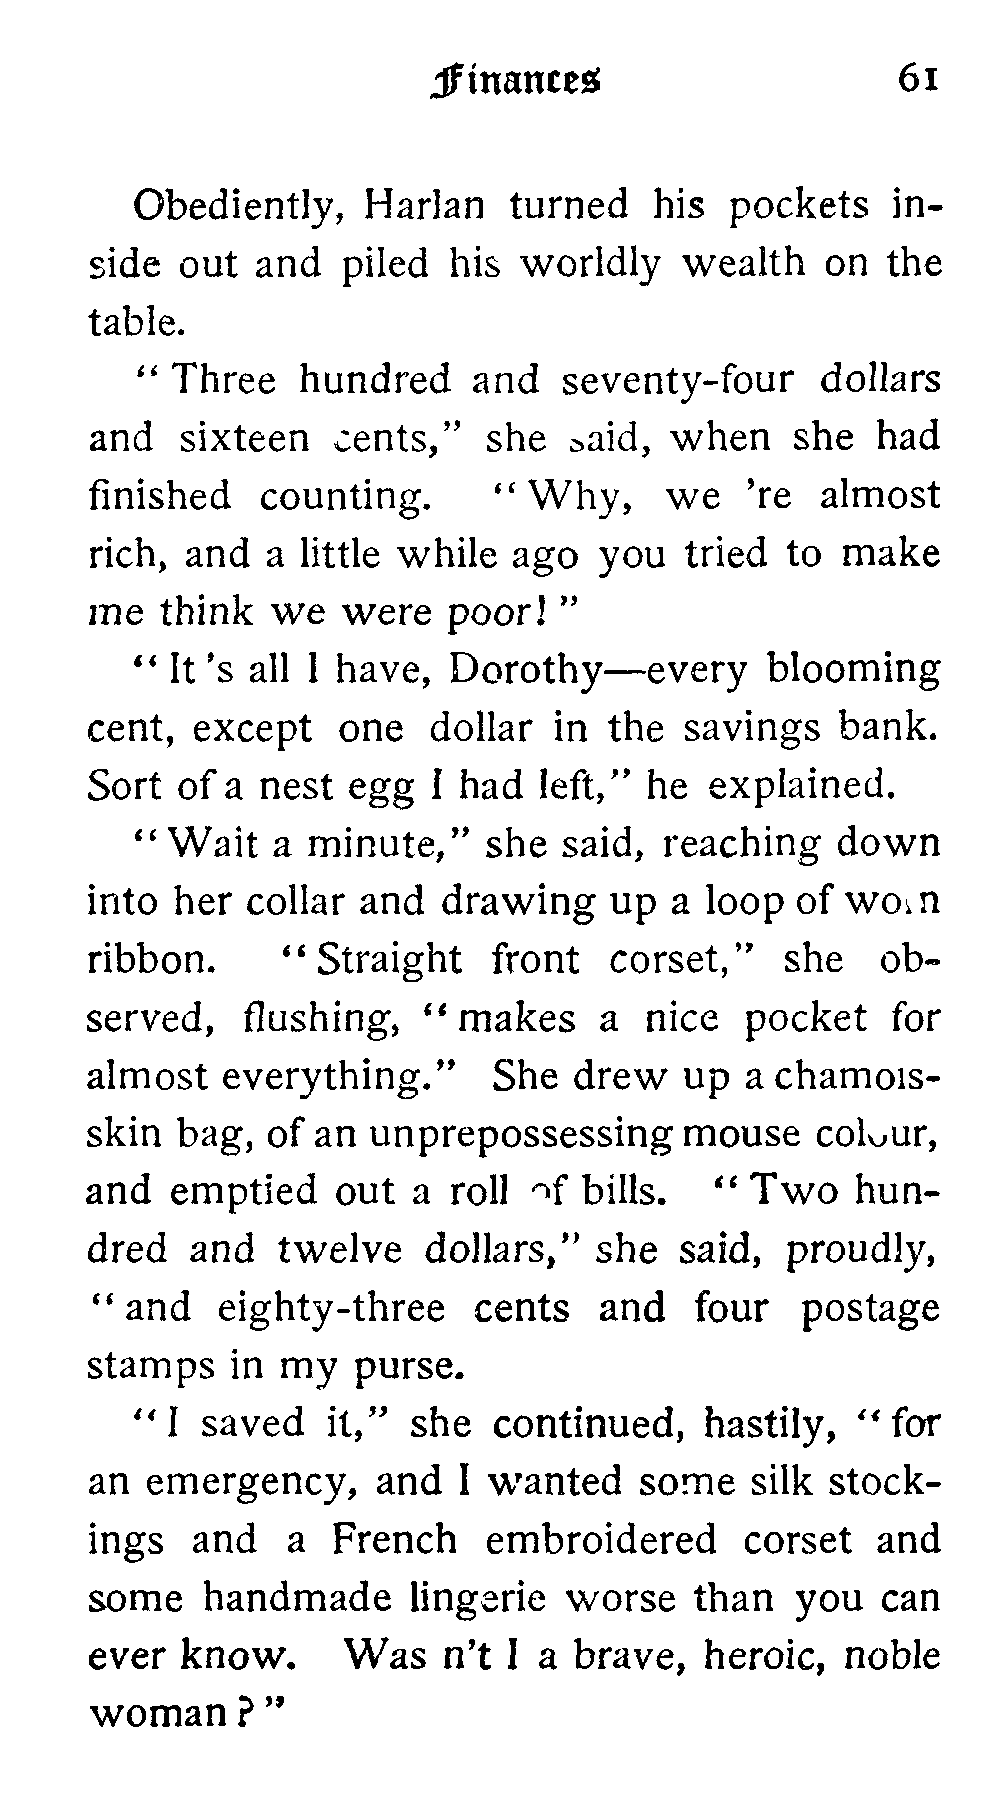 Finances 61
Obediently, Harlan turned his pockets in-
side out and piled his worldly wealth on the
table.
“ Three hundred and seventy-four dollars
and sixteen cents,” she said, when she had
finished counting. “ Why, we ’re almost
rich, and a little while ago you tried to make
me think we were poor! ”
“ It ’s all I have, Dorothy—every blooming
cent, except one dollar in the savings bank.
Sort of a nest egg I had left,” he explained.
“ Wait a minute,” she said, reaching down
into her collar and drawing up a loop of worn
ribbon. “ Straight front corset,” she ob-
served, flushing, “ makes a nice pocket for
almost everything.” She drew up a chamois-
skin bag, of an unprepossessing mouse colour,
and emptied out a roll of bills. “ Two hun-
dred and twelve dollars,” she said, proudly,
“ and eighty-three cents and four postage
stamps in my purse.
“ I saved it,” she continued, hastily, “ for
an emergency, and I wanted some silk stock-
ings and a French embroidered corset and
some handmade lingerie worse than you can
ever know. Was n’t I a brave, heroic, noble
woman ? ”